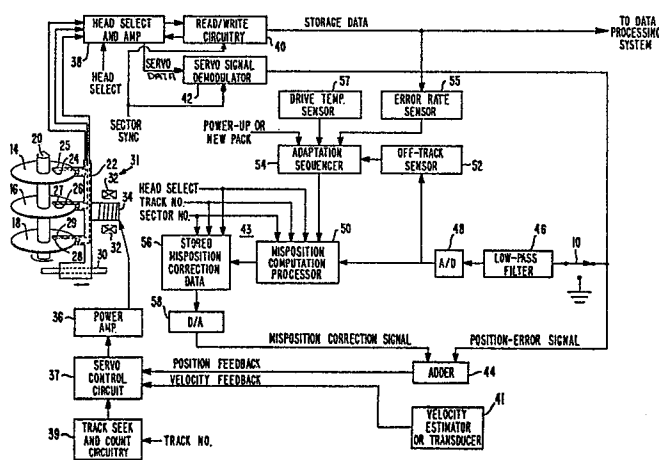 HEAD SELECT
AND AMP
38
READ/WRITE
CIRCUITRY
40
STORAGE DATA
TO DATA
PROCESSING
SYSTEM
HEAD
SELECT
SERVO
DATA
SERVO SIGNAL
DEMODULATOR
42
SECTOR
SYNC
57
DRIVE TEMP.
SENSOR
55
ERROR RATE
SENSOR
POWER-UP OR
NEW PACK
54
ADAPTATION
SEQUENCER
OFF-TRACK
SENSOR
52
20
14
25
24
22
31
32
34
16
27
26
18
29
28
30
32
HEAD SELECT
TRACK NO.
SECTOR NO.
43
56
STORED
MISPOSITION
CORRECTION
DATA
50
MISPOSITION
COMPUTATION
PROCESSOR
48
A/D
46
LOW-PASS
FILTER
10
58
D/A
MISPOSITION CORRECTION SIGNAL
POSITION-ERROR SIGNAL
36
POWER
AMP.
POSITION FEEDBACK
ADDER
44
37
SERVO
CONTROL
CIRCUIT
VELOCITY FEEDBACK
41
VELOCITY
ESTIMATOR
OR TRANSDUCER
39
TRACK SEEK
AND COUNT
CIRCUITRY
TRACK NO.